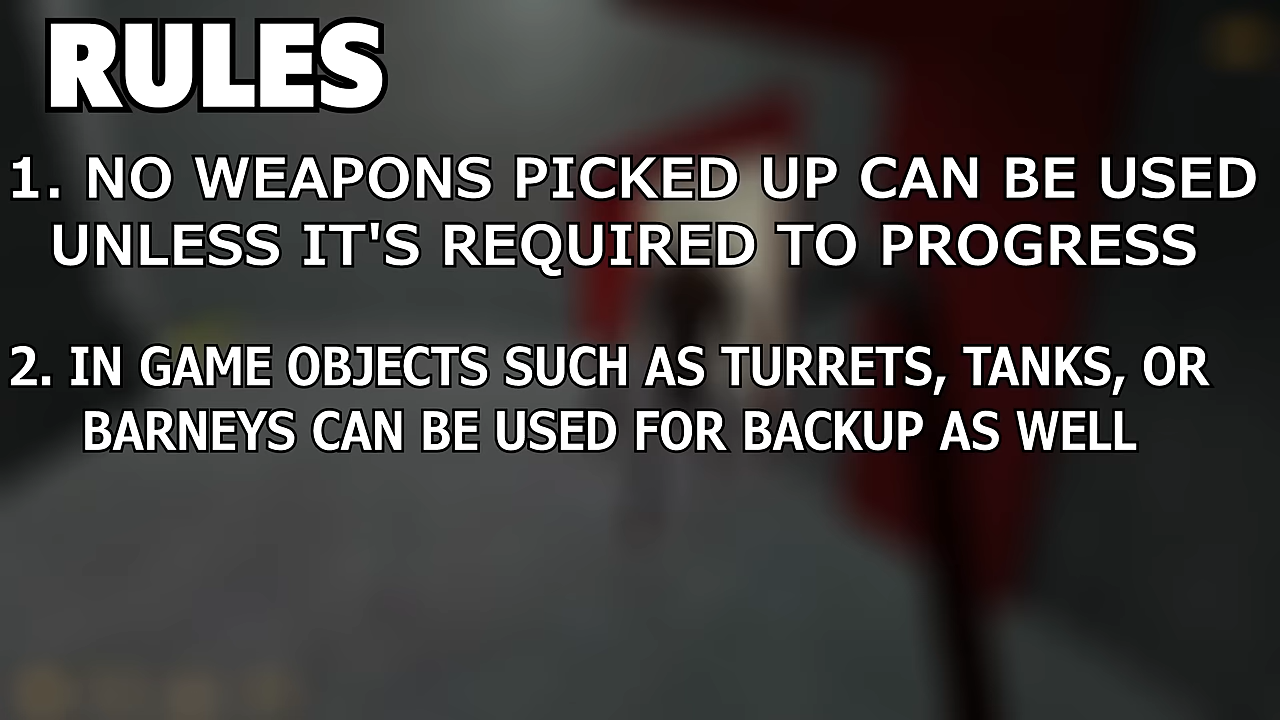 RULES
1. NO WEAPONS PICKED UP CAN BE USED
UNLESS IT'S REQUIRED TO PROGRESS
2. IN GAME OBJECTS SUCH AS TURRETS, TANKS, OR
BARNEYS CAN BE USED FOR BACKUP AS WELL